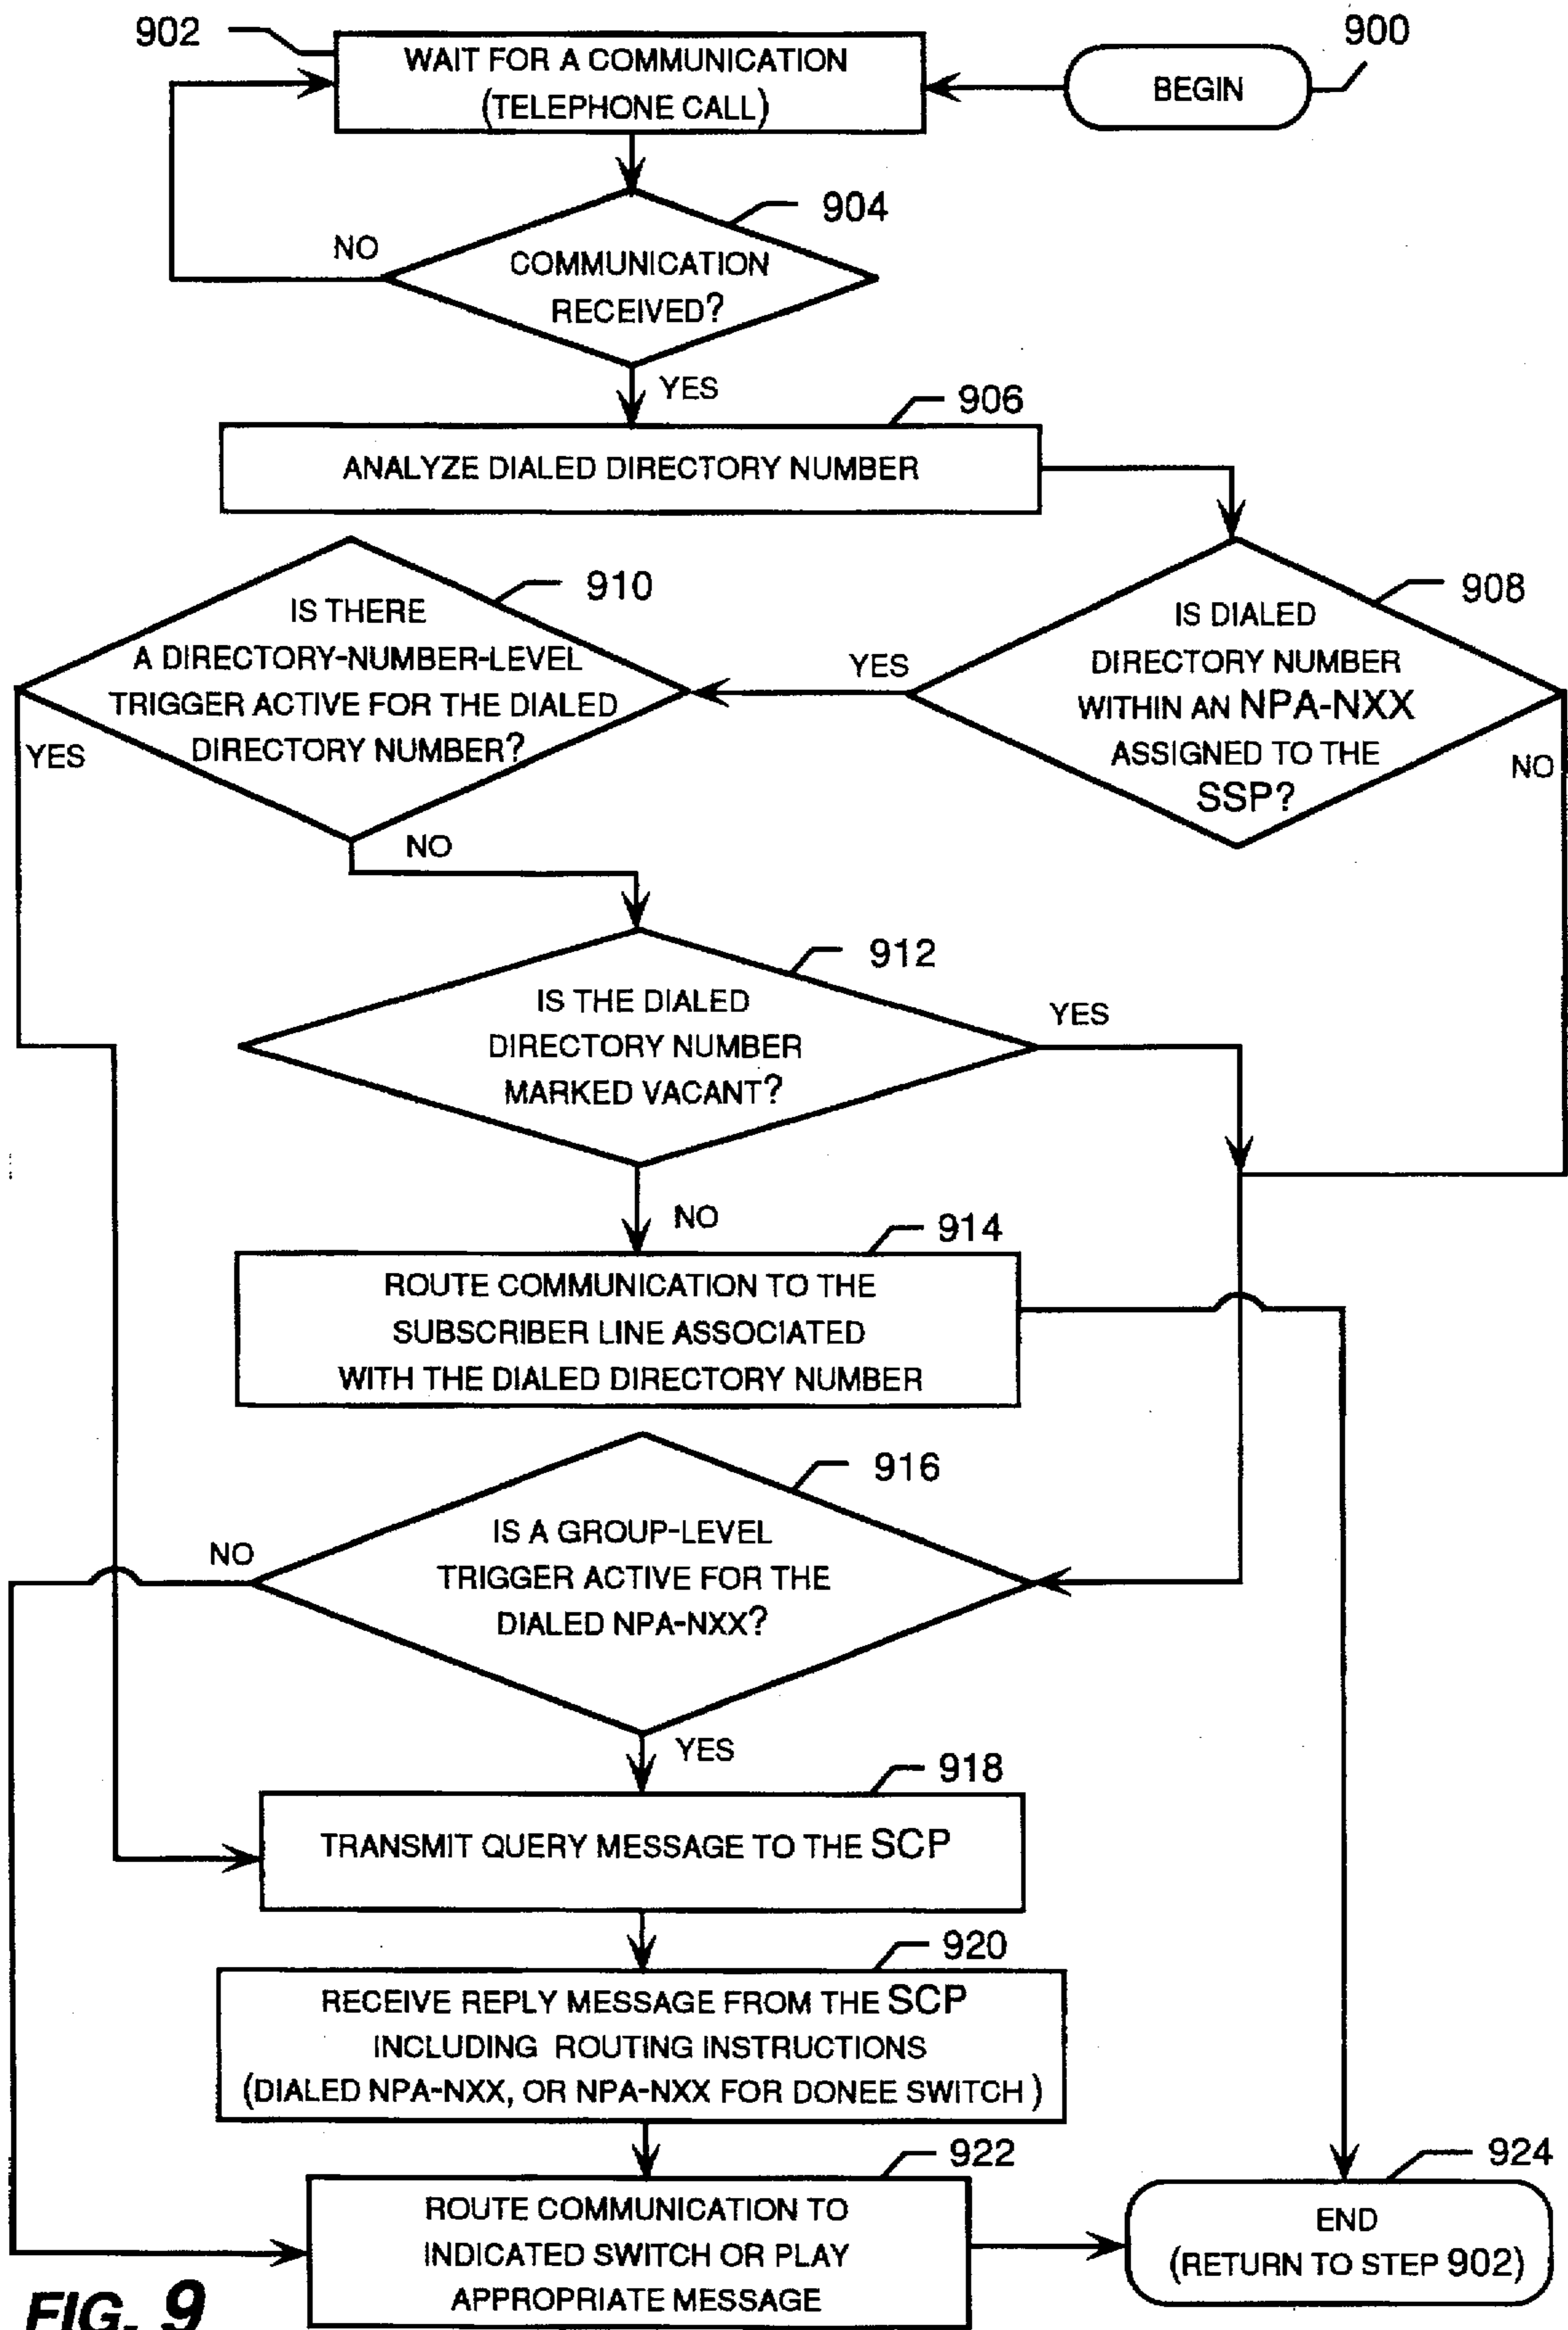 902
WAIT FOR A COMMUNICATION
(TELEPHONE CALL)
BEGIN
900
904
NO
COMMUNICATION
RECEIVED?
YES
906
ANALYZE DIALED DIRECTORY NUMBER
910
IS THERE
A DIRECTORY-NUMBER-LEVEL
TRIGGER ACTIVE FOR THE DIALED
DIRECTORY NUMBER?
YES
NO
908
IS DIALED
DIRECTORY NUMBER
WITHIN AN NPA-NXX
ASSIGNED TO THE
SSP?
YES
NO
912
IS THE DIALED
DIRECTORY NUMBER
MARKED VACANT?
YES
NO
914
ROUTE COMMUNICATION TO THE
SUBSCRIBER LINE ASSOCIATED
WITH THE DIALED DIRECTORY NUMBER
916
NO
IS A GROUP-LEVEL
TRIGGER ACTIVE FOR THE
DIALED NPA-NXX?
YES
918
TRANSMIT QUERY MESSAGE TO THE SCP
920
RECEIVE REPLY MESSAGE FROM THE SCP
INCLUDING ROUTING INSTRUCTIONS
(DIALED NPA-NXX, OR NPA-NXX FOR DONEE SWITCH)
922
ROUTE COMMUNICATION TO
INDICATED SWITCH OR PLAY
APPROPRIATE MESSAGE
924
END
(RETURN TO STEP 902)
FIG. 9